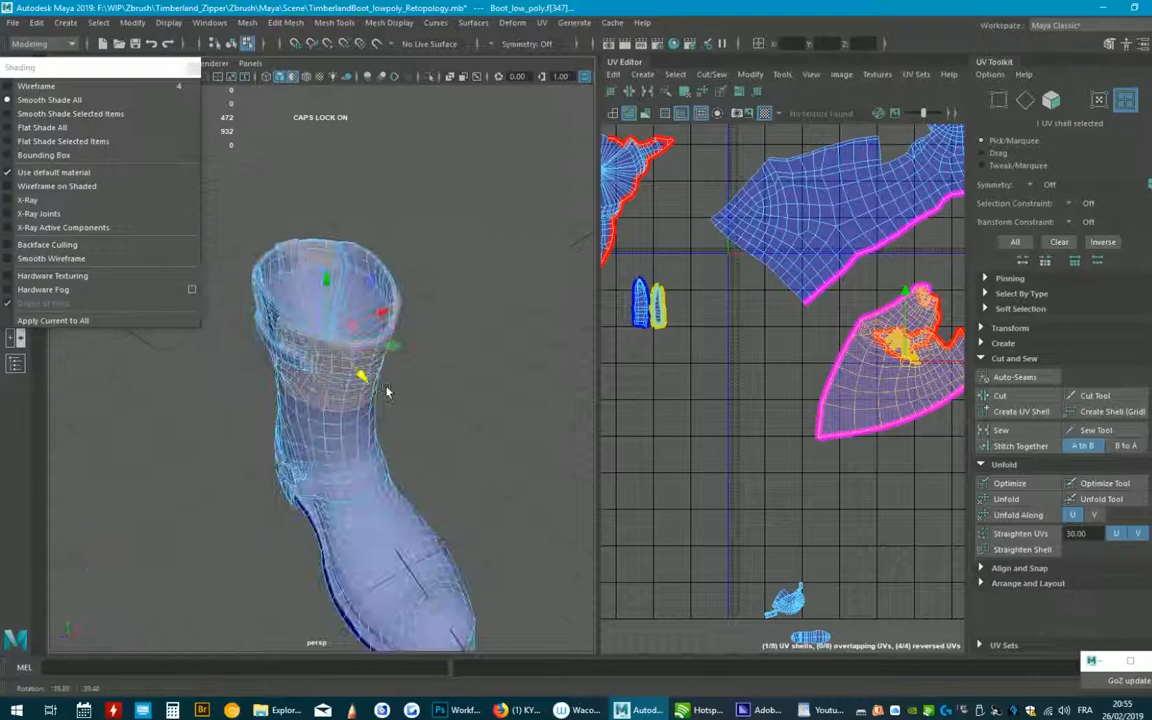 Autodesk Maya 2019: F:\WIP\Zbrush\Timberland_Zipper\Zbrush\Maya\Scene\TimberlandBoot_lowpoly_Retopology.mb* --- Boot_low_poly.f[347]...
File Edit Create Select Modify Display Windows Mesh Edit Mesh Mesh Tools Mesh Display Curves Surfaces Deform UV Generate Cache Help
Workspace: Maya Classic*
Modeling
No Live Surface
Symmetry: Off
Shading
Panels
0.00
1.00
Wireframe 4
Smooth Shade All
Smooth Shade Selected Items
Flat Shade All
Flat Shade Selected Items
Bounding Box
Use default material
Wireframe on Shaded
X-Ray
X-Ray Joints
X-Ray Active Components
Backface Culling
Smooth Wireframe
Hardware Texturing
Hardware Fog
Apply Current to All
0
0
472
932
0
CAPS LOCK ON
persp
UV Editor
Create Select Cut/Sew Modify Tools View Image Textures UV Sets Help
(1/9) UV shells, (0/8) overlapping UVs, (4/4) reversed UVs
UV Toolkit
Options Help
1 UV shell selected
Pick/Marquee
Drag
Tweak/Marquee
Symmetry: Off
Selection Constraint: Off
Transform Constraint: Off
All Clear Inverse
Pinning
Select By Type
Soft Selection
Transform
Create
Cut and Sew
Auto-Seams
Cut Cut Tool
Create UV Shell Create Shell (Grid)
Sew Sew Tool
Stitch Together A to B B to A
Unfold
Optimize Optimize Tool
Unfold Unfold Tool
Unfold Along U V
Straighten UVs 30.00 U V
Straighten Shell
Align and Snap
Arrange and Layout
UV Sets
MEL
GoZ update
Explor...
Workf...
(1) KY...
Waco...
Autod...
Hotsp...
Adob...
Youtu...
FRA
20:55
26/02/2019